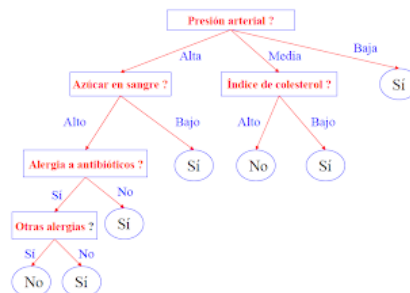 Presión arterial ?
Alta
Media
Baja
Azúcar en sangre ?
Índice de colesterol ?
Sí
Alto
Bajo
Alto
Bajo
Alergia a antibióticos ?
Sí
No
Sí
Sí
No
Otras alergias ?
Sí
Sí
No
No
Sí